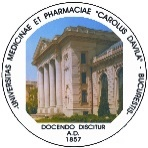 "UNIVERSITAS MEDICINAE ET PHARMACIAE "CAROLUS DAVILA" - BUCURESTI"
DOCENDO DISCITUR
A.D.
1857